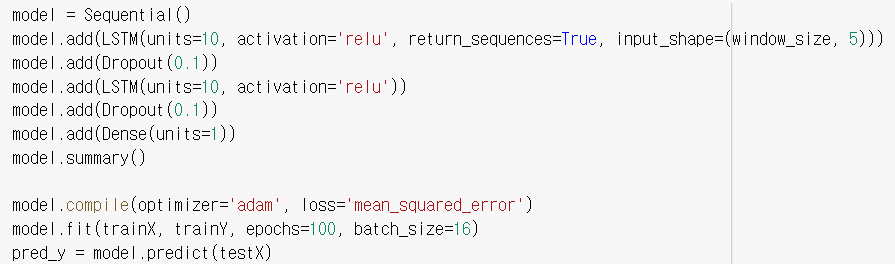 model = Sequential()
model.add(LSTM(units=10, activation='relu', return_sequences=True, input_shape=(window_size, 5)))
model.add(Dropout(0.1))
model.add(LSTM(units=10, activation='relu'))
model.add(Dropout(0.1))
model.add(Dense(units=1))
model.summary()
model.compile(optimizer='adam', loss='mean_squared_error')
model.fit(trainX, trainY, epochs=100, batch_size=16)
pred_y = model.predict(testX)